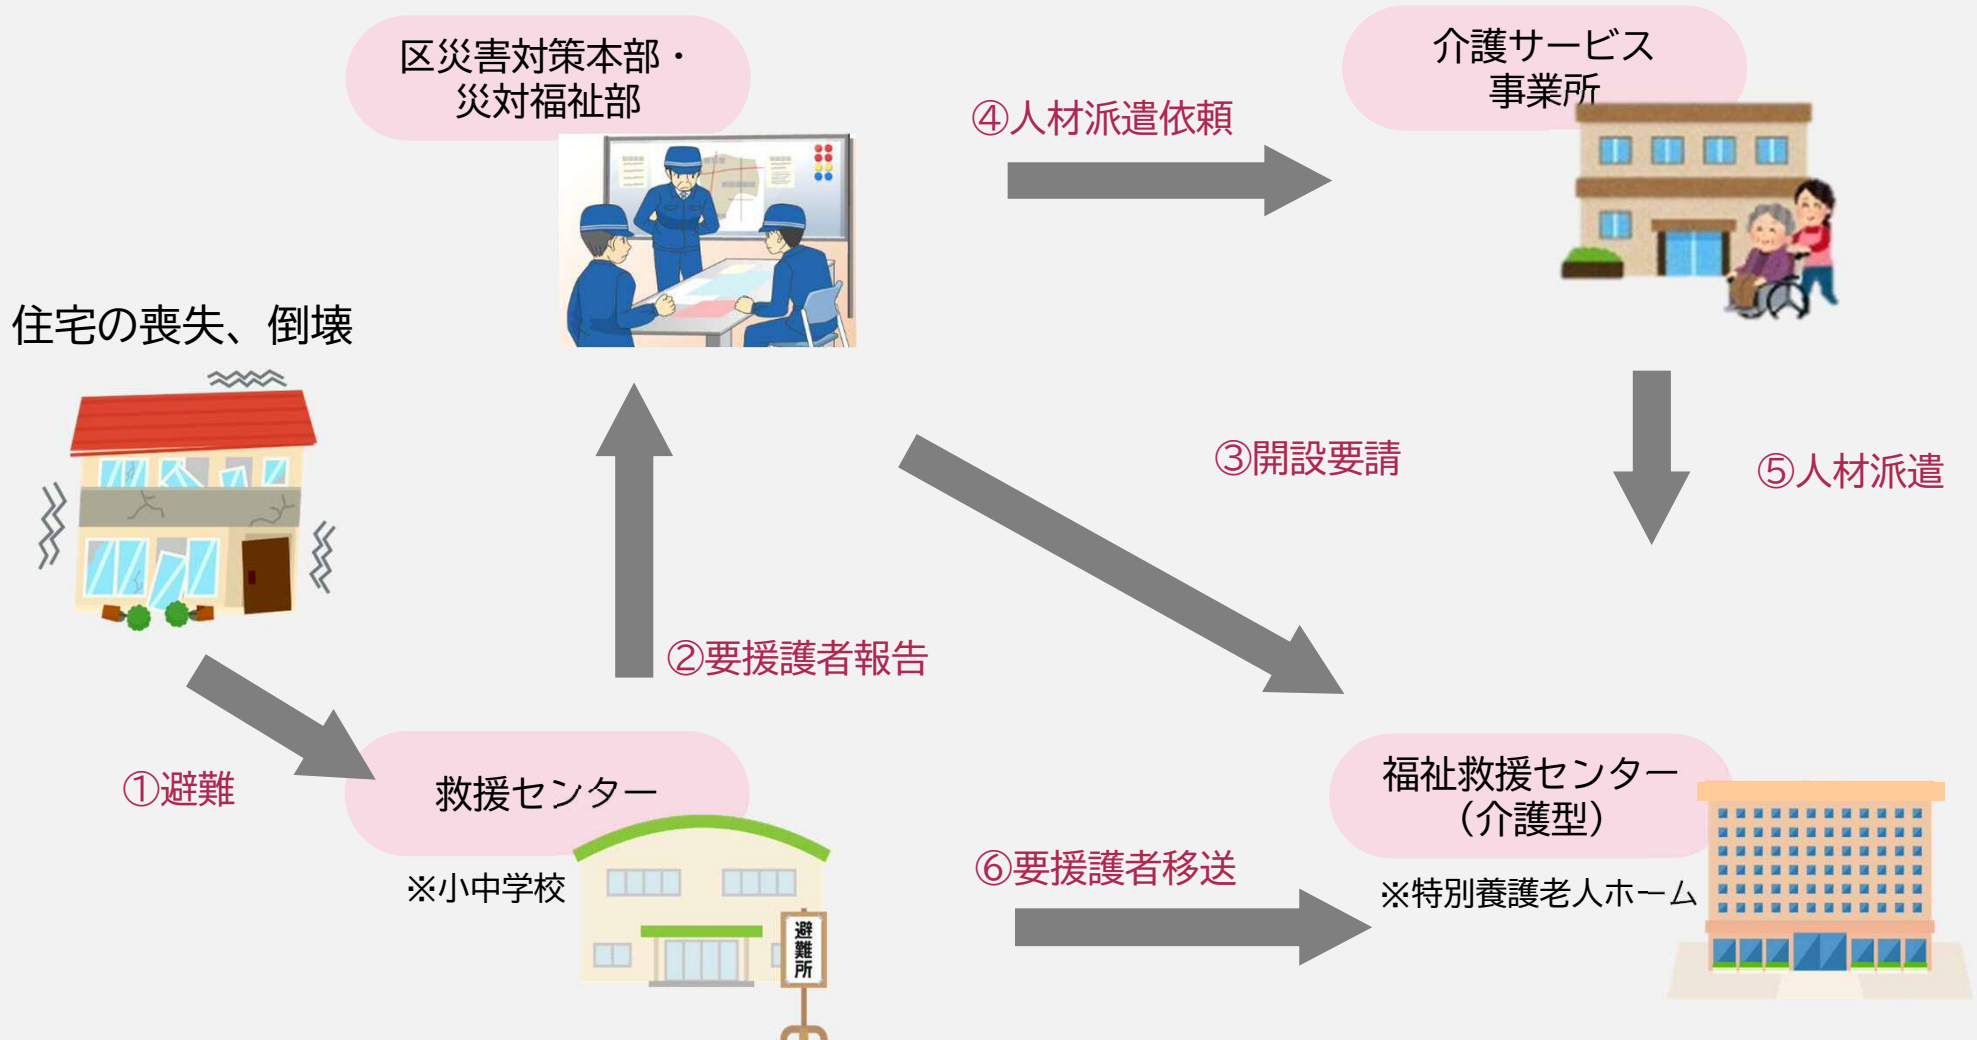 区災害対策本部・
災対福祉部
介護サービス
事業所
④人材派遣依頼
住宅の喪失、倒壊
③開設要請
⑤人材派遣
②要援護者報告
①避難
救援センター
※小中学校
避難所
⑥要援護者移送
福祉救援センター
（介護型）
※特別養護老人ホーム